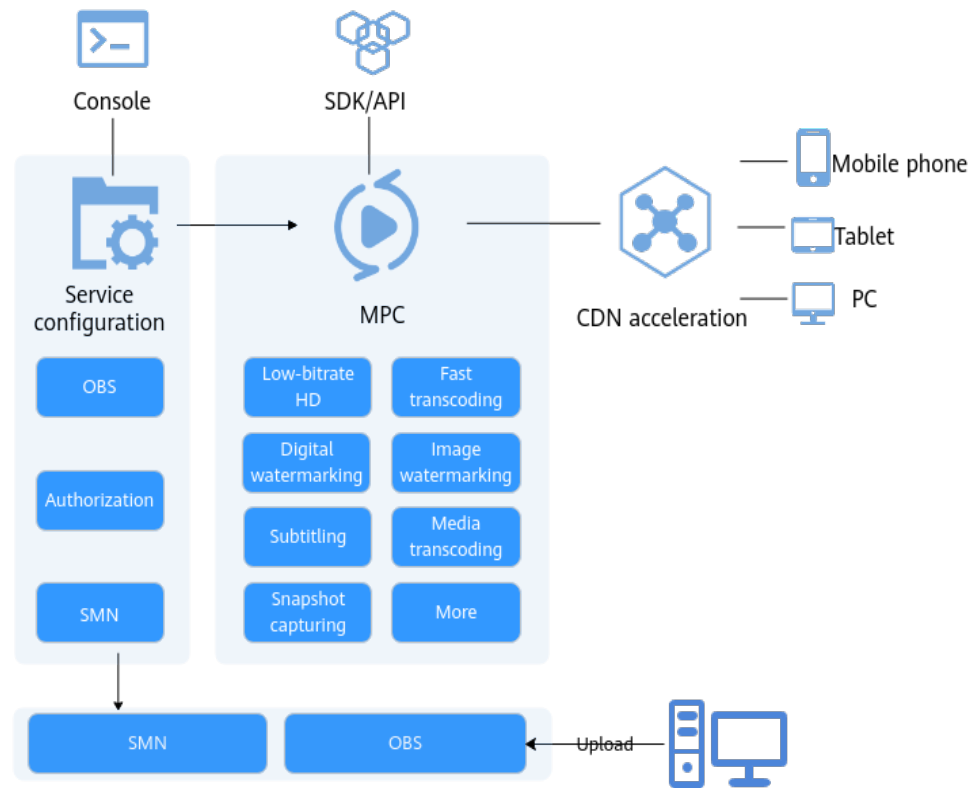 Console
SDK/API
Mobile phone
Tablet
PC
Service
configuration
MPC
CDN acceleration
OBS
Authorization
SMN
Low-bitrate
HD
Fast
transcoding
Digital
watermarking
Image
watermarking
Subtitling
Media
transcoding
Snapshot
capturing
More
SMN
OBS
Upload